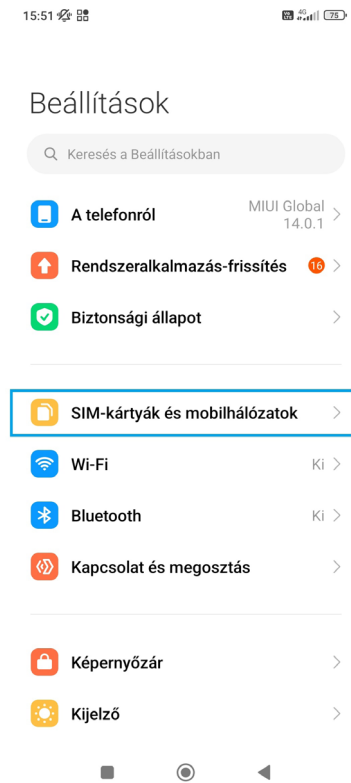 15:51 4G 75
Beállítások
Keresés a Beállításokban
A telefonról MIUI Global 14.0.1
Rendszeralkalmazás-frissítés 16
Biztonsági állapot
SIM-kártyák és mobilhálózatok
Wi-Fi Ki
Bluetooth Ki
Kapcsolat és megosztás
Képernyőzár
Kijelző